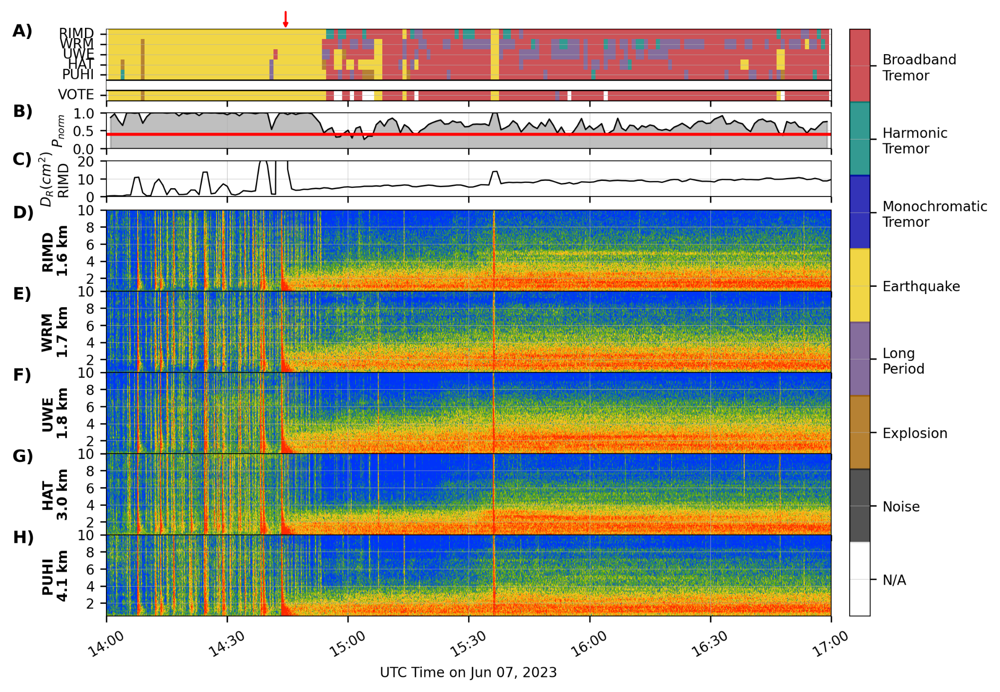 A)
RIMD
WRM
UWE
HAT
PUHI
VOTE
B)
P_norm
1.0
0.5
0.0
C)
D_R(cm^2)
RIMD
20
10
0
D)
RIMD
1.6 km
10
8
6
4
2
E)
WRM
1.7 km
10
8
6
4
2
F)
UWE
1.8 km
10
8
6
4
2
G)
HAT
3.0 km
10
8
6
4
2
H)
PUHI
4.1 km
10
8
6
4
2
14:00
14:30
15:00
15:30
16:00
16:30
17:00
UTC Time on Jun 07, 2023
Broadband
Tremor
Harmonic
Tremor
Monochromatic
Tremor
Earthquake
Long
Period
Explosion
Noise
N/A